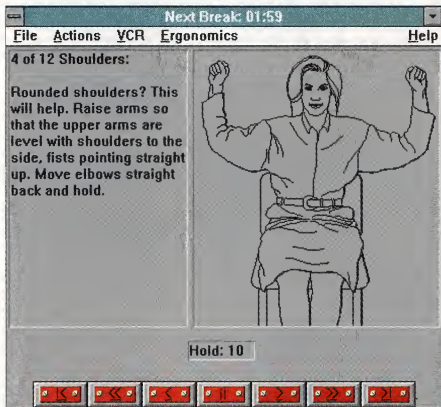 Next Break: 01:59
File Actions VCR Ergonomics Help
4 of 12 Shoulders:
Rounded shoulders? This
will help. Raise arms so
that the upper arms are
level with shoulders to the
side, fists pointing straight
up. Move elbows straight
back and hold.
Hold: 10